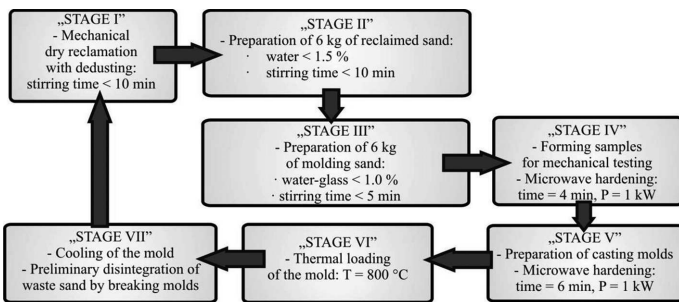 „STAGE I”
- Mechanical
dry reclamation
with dedusting:
stirring time < 10 min
„STAGE II”
- Preparation of 6 kg of reclaimed sand:
· water < 1.5 %
· stirring time < 10 min
„STAGE III”
- Preparation of 6 kg
of molding sand:
· water-glass < 1.0 %
· stirring time < 5 min
„STAGE IV”
- Forming samples
for mechanical testing
- Microwave hardening:
time = 4 min, P = 1 kW
„STAGE V”
- Preparation of casting molds
- Microwave hardening:
time = 6 min, P = 1 kW
„STAGE VI”
- Thermal loading
of the mold: T = 800 °C
„STAGE VII”
- Cooling of the mold
- Preliminary disintegration of
waste sand by breaking molds